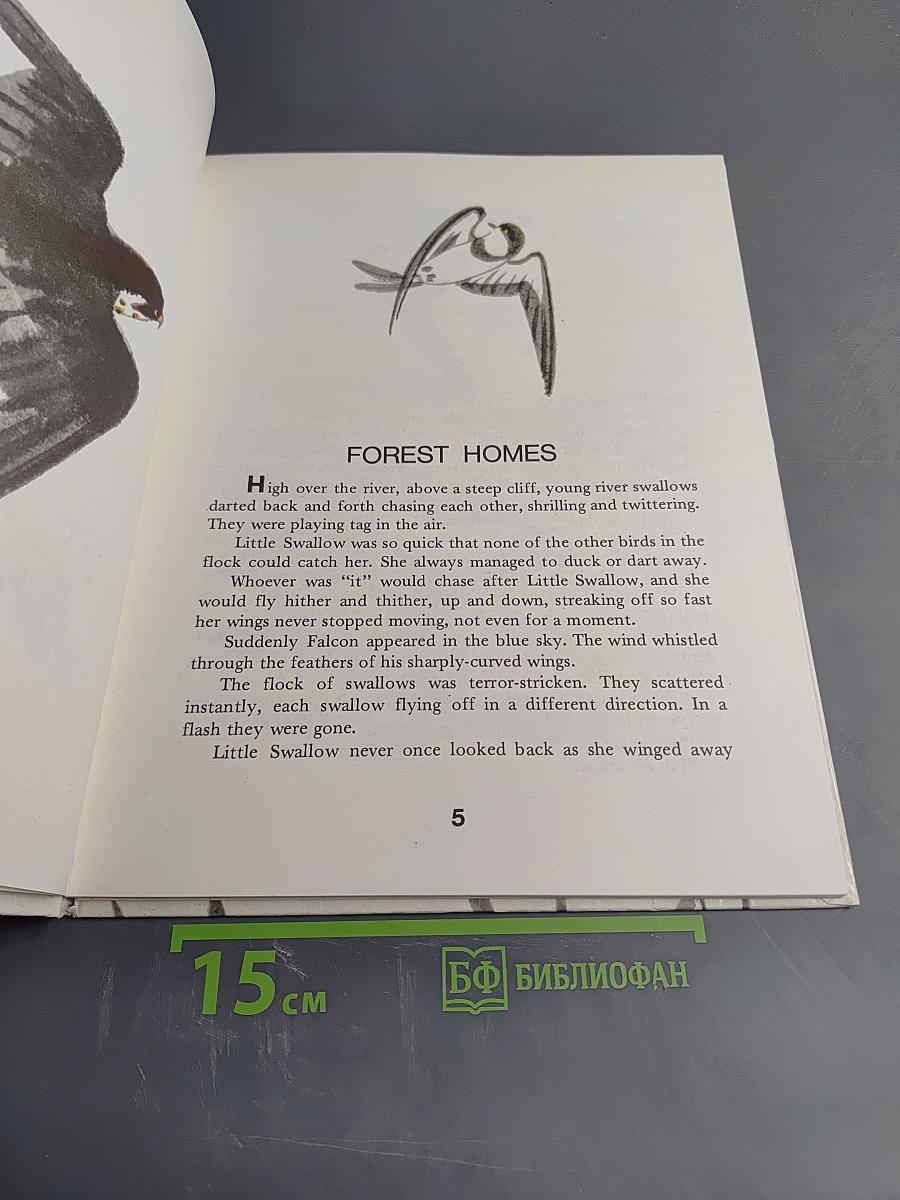 FOREST HOMES
High over the river, above a steep cliff, young river swallows
darted back and forth chasing each other, shrilling and twittering.
They were playing tag in the air.
Little Swallow was so quick that none of the other birds in the
flock could catch her. She always managed to duck or dart away.
Whoever was “it” would chase after Little Swallow, and she
would fly hither and thither, up and down, streaking off so fast
her wings never stopped moving, not even for a moment.
Suddenly Falcon appeared in the blue sky. The wind whistled
through the feathers of his sharply-curved wings.
The flock of swallows was terror-stricken. They scattered
instantly, each swallow flying off in a different direction. In a
flash they were gone.
Little Swallow never once looked back as she winged away
5
15 см
БФ БИБЛИОФАН